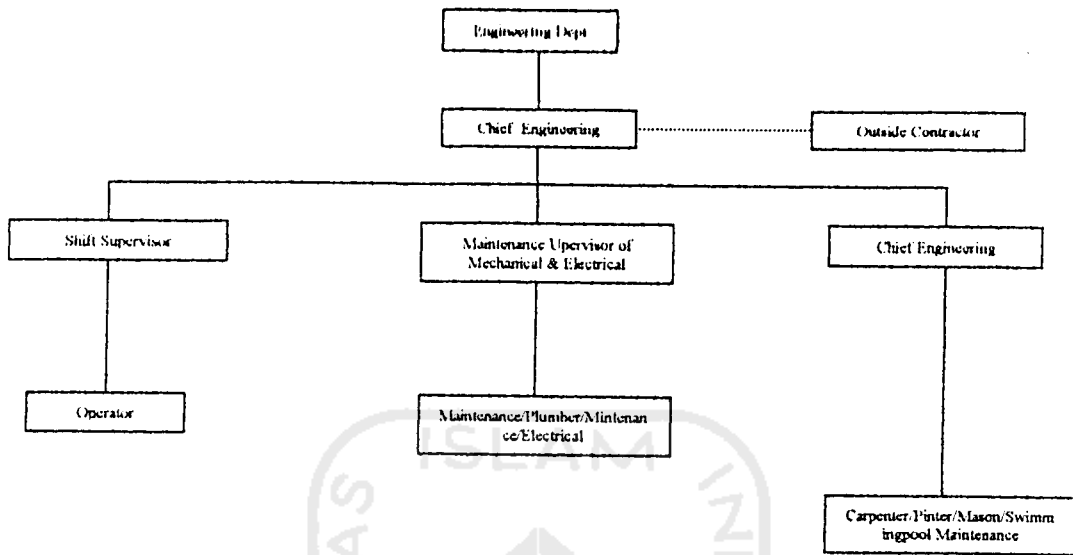 Engineering Dept
Chief Engineering
Outside Contractor
Shift Supervisor
Maintenance Upervisor of
Mechanical & Electrical
Chief Engineering
Operator
Maintenance/Plumber/Mintenan
ce/Electrical
Carpenter/Pinter/Mason/Swimm
ingpool Maintenance
ISLAM